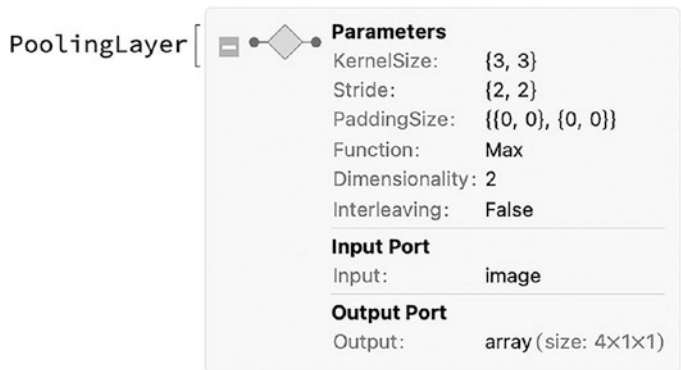 PoolingLayer[
Parameters
KernelSize: {3, 3}
Stride: {2, 2}
PaddingSize: {{0, 0}, {0, 0}}
Function: Max
Dimensionality: 2
Interleaving: False
Input Port
Input: image
Output Port
Output: array (size: 4×1×1)